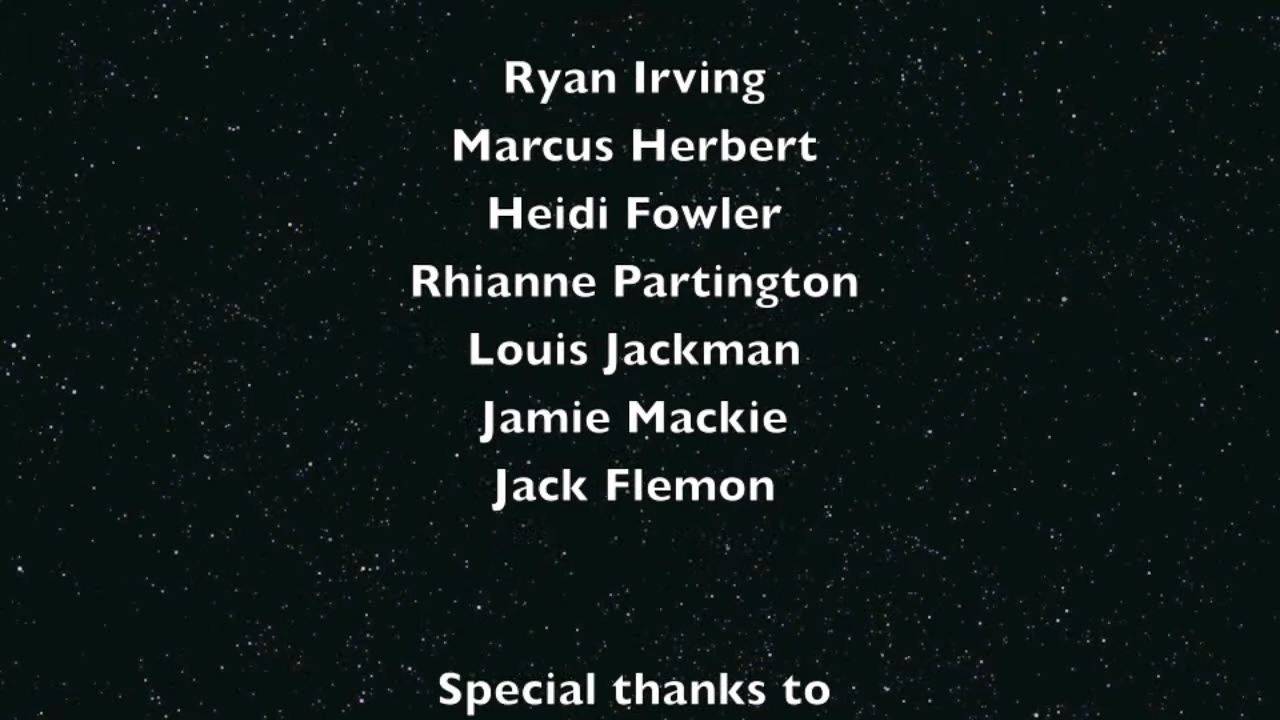 Ryan Irving
Marcus Herbert
Heidi Fowler
Rhianne Partington
Louis Jackman
Jamie Mackie
Jack Flemon
Special thanks to